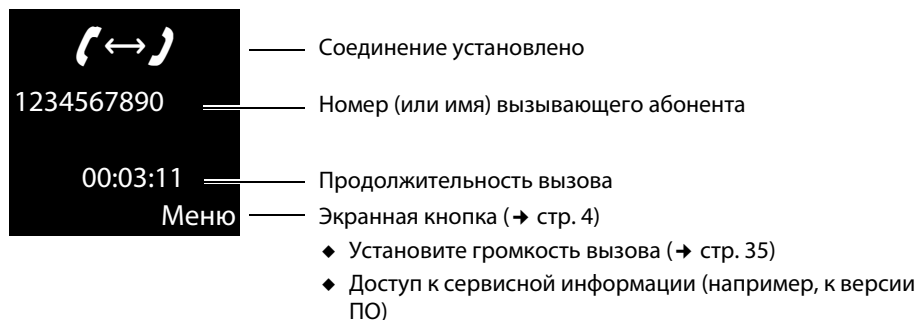 Соединение установлено
1234567890
Номер (или имя) вызывающего абонента
00:03:11
Продолжительность вызова
Меню
Экранная кнопка (➔ стр. 4)
◆ Установите громкость вызова (➔ стр. 35)
◆ Доступ к сервисной информации (например, к версии
ПО)